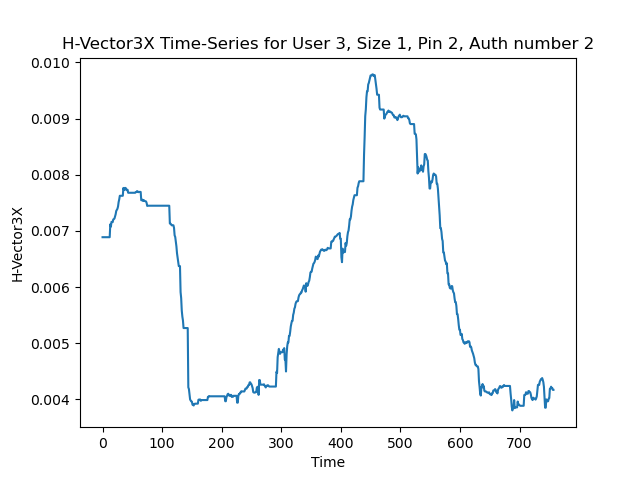 H-Vector3X Time-Series for User 3, Size 1, Pin 2, Auth number 2
0.010
0.009
0.008
0.007
0.006
0.005
0.004
H-Vector3X
0 100 200 300 400 500 600 700
Time